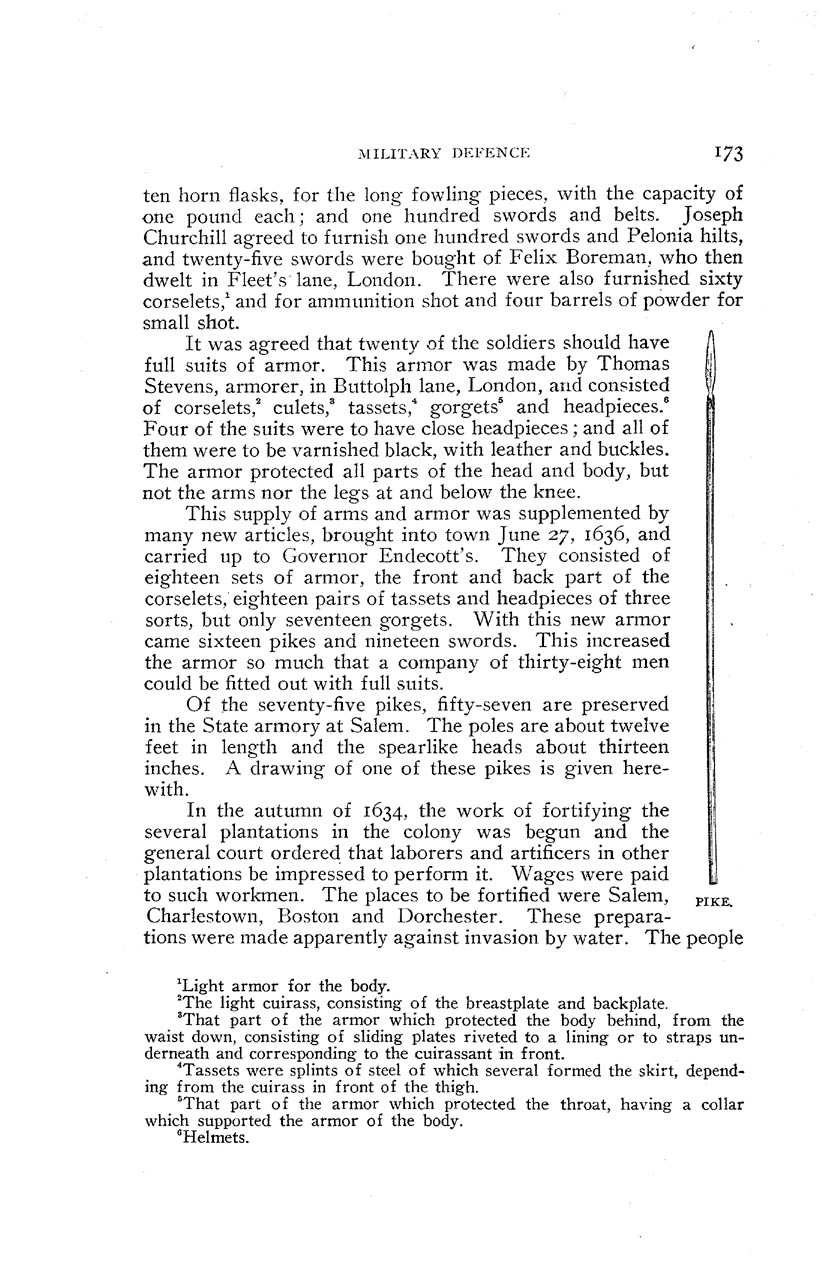 MILITARY DEFENCE 173
ten horn flasks, for the long fowling pieces, with the capacity of
one pound each; and one hundred swords and belts. Joseph
Churchill agreed to furnish one hundred swords and Pelonia hilts,
and twenty-five swords were bought of Felix Boreman, who then
dwelt in Fleet's lane, London. There were also furnished sixty
corselets,¹ and for ammunition shot and four barrels of powder for
small shot.
It was agreed that twenty of the soldiers should have
full suits of armor. This armor was made by Thomas
Stevens, armorer, in Buttolph lane, London, and consisted
of corselets,² culets,³ tassets,⁴ gorgets⁵ and headpieces.⁶
Four of the suits were to have close headpieces; and all of
them were to be varnished black, with leather and buckles.
The armor protected all parts of the head and body, but
not the arms nor the legs at and below the knee.
This supply of arms and armor was supplemented by
many new articles, brought into town June 27, 1636, and
carried up to Governor Endecott's. They consisted of
eighteen sets of armor, the front and back part of the
corselets, eighteen pairs of tassets and headpieces of three
sorts, but only seventeen gorgets. With this new armor
came sixteen pikes and nineteen swords. This increased
the armor so much that a company of thirty-eight men
could be fitted out with full suits.
Of the seventy-five pikes, fifty-seven are preserved
in the State armory at Salem. The poles are about twelve
feet in length and the spearlike heads about thirteen
inches. A drawing of one of these pikes is given here-
with.
In the autumn of 1634, the work of fortifying the
several plantations in the colony was begun and the
general court ordered that laborers and artificers in other
plantations be impressed to perform it. Wages were paid
to such workmen. The places to be fortified were Salem,
PIKE.
Charlestown, Boston and Dorchester. These prepara-
tions were made apparently against invasion by water. The people
¹Light armor for the body.
²The light cuirass, consisting of the breastplate and backplate.
³That part of the armor which protected the body behind, from the
waist down, consisting of sliding plates riveted to a lining or to straps un-
derneath and corresponding to the cuirassant in front.
⁴Tassets were splints of steel of which several formed the skirt, depend-
ing from the cuirass in front of the thigh.
⁵That part of the armor which protected the throat, having a collar
which supported the armor of the body.
⁶Helmets.